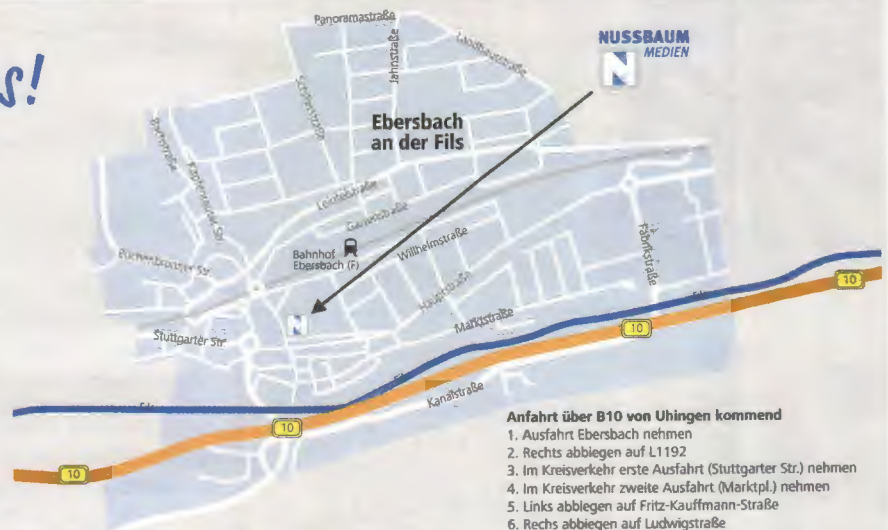 s!
Panoramastraße
Jahnstraße
NUSSBAUM
MEDIEN
N
Ebersbach
an der Fils
Leintelstraße
Gartenstraße
Bahnhof
Ebersbach (F)
Wilhelmstraße
Büchenbronner Str.
Hauptstraße
Fabrikstraße
10
Stuttgarter Str
N
Marktstraße
10
Kanalstraße
10
10
Anfahrt über B10 von Uhingen kommend
1. Ausfahrt Ebersbach nehmen
2. Rechts abbiegen auf L1192
3. Im Kreisverkehr erste Ausfahrt (Stuttgarter Str.) nehmen
4. Im Kreisverkehr zweite Ausfahrt (Marktpl.) nehmen
5. Links abbiegen auf Fritz-Kauffmann-Straße
6. Rechs abbiegen auf Ludwigstraße